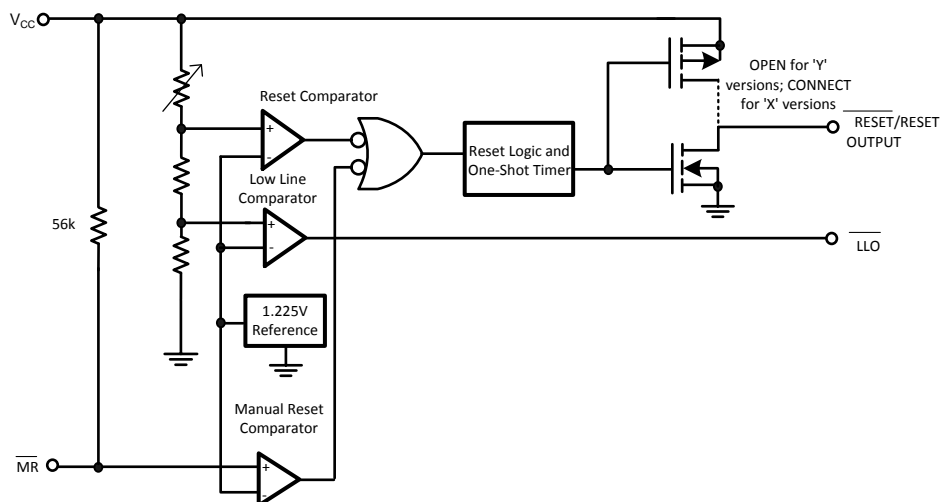 VCC
OPEN for 'Y'
versions; CONNECT
for 'X' versions
Reset Comparator
+
-
RESET/RESET
OUTPUT
Reset Logic and
One-Shot Timer
Low Line
Comparator
56k
+
-
LLO
1.225V
Reference
Manual Reset
Comparator
MR
+
-